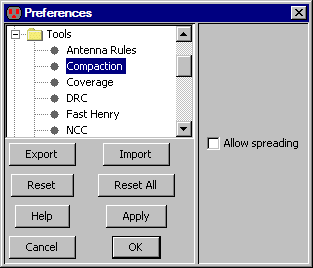 Preferences
Tools
Antenna Rules
Compaction
Coverage
DRC
Fast Henry
NCC
Allow spreading
Export
Import
Reset
Reset All
Help
Apply
Cancel
OK